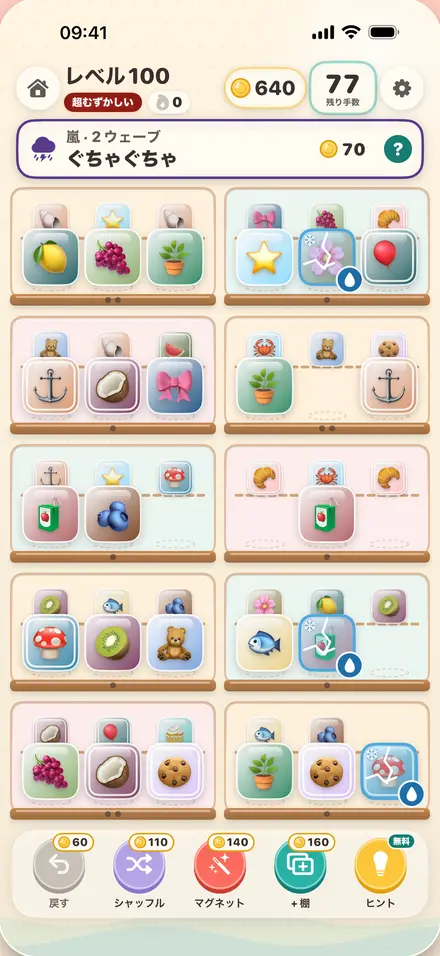 09:41
レベル100
超むずかしい
0
640
77
残り手数
嵐·2ウェーブ
ぐちゃぐちゃ
70
?
60
110
140
160
無料
戻す
シャッフル
マグネット
+棚
ヒント